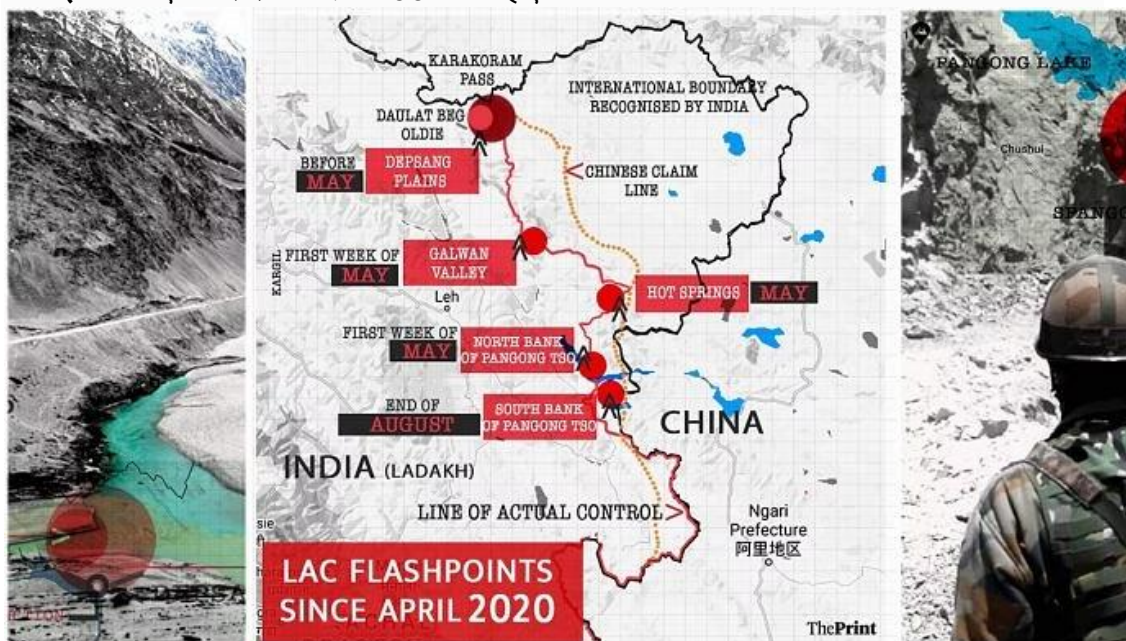 KARAKORAM
PASS
DAULAT BEG
OLDIE
INTERNATIONAL BOUNDARY
RECOGNISED BY INDIA
BEFORE
MAY
DEPSANG
PLAINS
CHINESE CLAIM
LINE
FIRST WEEK OF
MAY
GALWAN
VALLEY
KARGIL
Leh
HOT SPRINGS
MAY
FIRST WEEK OF
MAY
NORTH BANK
OF PANGONG TSO
END OF
AUGUST
SOUTH BANK
OF PANGONG TSO
CHINA
INDIA (LADAKH)
LINE OF ACTUAL CONTROL
Ngari
Prefecture
阿里地区
LAC FLASHPOINTS
SINCE APRIL 2020
ThePrint
PANGONG LAKE
Chushul